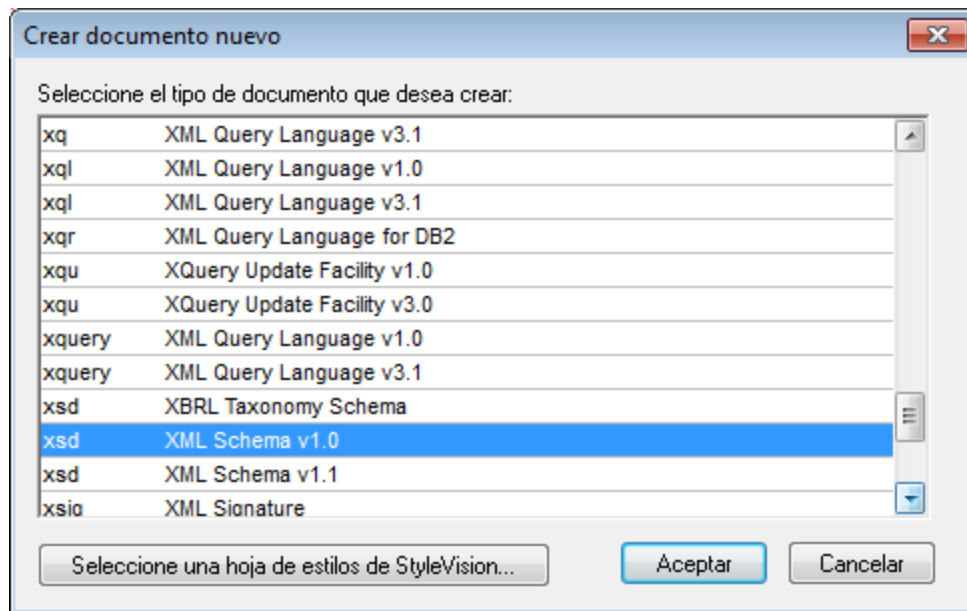 Crear documento nuevo
Seleccione el tipo de documento que desea crear:
xq XML Query Language v3.1
xql XML Query Language v1.0
xql XML Query Language v3.1
xqr XML Query Language for DB2
xqu XQuery Update Facility v1.0
xqu XQuery Update Facility v3.0
xquery XML Query Language v1.0
xquery XML Query Language v3.1
xsd XBRL Taxonomy Schema
xsd XML Schema v1.0
xsd XML Schema v1.1
xsig XML Signature
Seleccione una hoja de estilos de StyleVision... Aceptar Cancelar